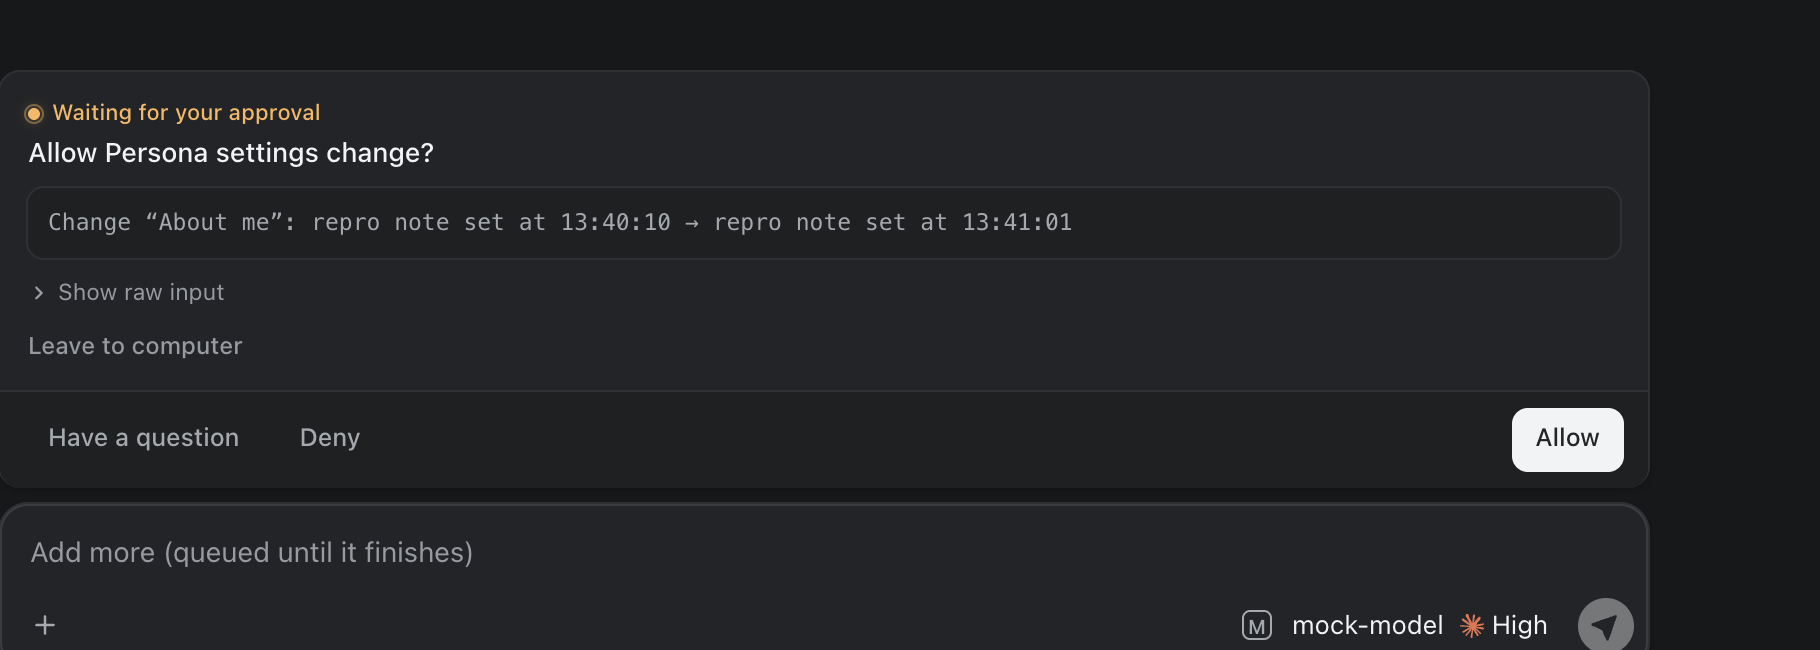 Waiting for your approval
Allow Persona settings change?
Change “About me”: repro note set at 13:40:10 → repro note set at 13:41:01
Show raw input
Leave to computer
Have a question
Deny
Allow
Add more (queued until it finishes)
M mock-model High